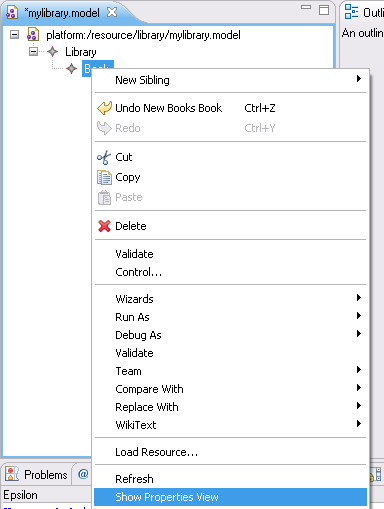 *mylibrary.model
Outli
platform:/resource/library/mylibrary.model
An outlin
Library
New Sibling
Undo New Books Book Ctrl+Z
Redo Ctrl+Y
Cut
Copy
Paste
Delete
Validate
Control...
Wizards
Run As
Debug As
Validate
Team
Compare With
Replace With
WikiText
Load Resource...
Refresh
Show Properties View
Problems @
Epsilon